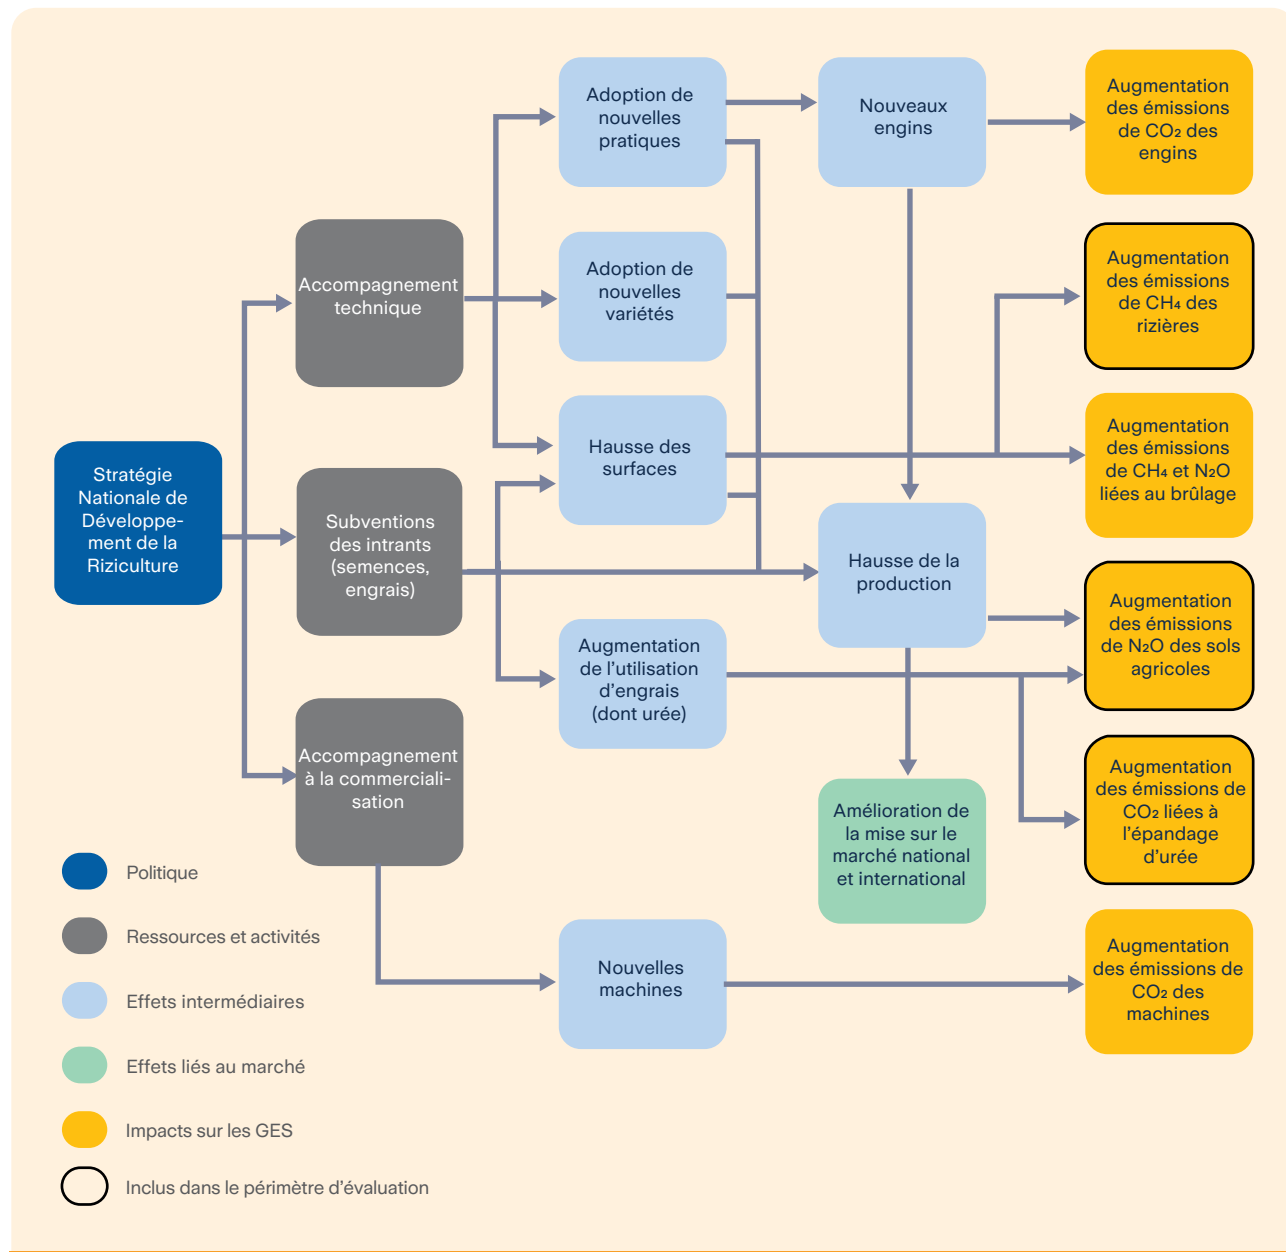 Stratégie
Nationale de
Développe-
ment de la
Riziculture
Accompagnement
technique
Subventions
des intrants
(semences,
engrais)
Accompagnement
à la commerciali-
sation
Adoption de
nouvelles
pratiques
Adoption de
nouvelles
variétés
Hausse des
surfaces
Augmentation
de l'utilisation
d'engrais
(dont urée)
Nouvelles
machines
Nouveaux
engins
Hausse de la
production
Amélioration de
la mise sur le
marché national
et international
Augmentation
des émissions
de CO₂ des
engins
Augmentation
des émissions
de CH₄ des
rizières
Augmentation
des émissions
de CH₄ et N₂O
liées au brûlage
Augmentation
des émissions
de N₂O des sols
agricoles
Augmentation
des émissions de
CO₂ liées à
l'épandage
d'urée
Augmentation
des émissions de
CO₂ des
machines
Politique
Ressources et activités
Effets intermédiaires
Effets liés au marché
Impacts sur les GES
Inclus dans le périmètre d'évaluation